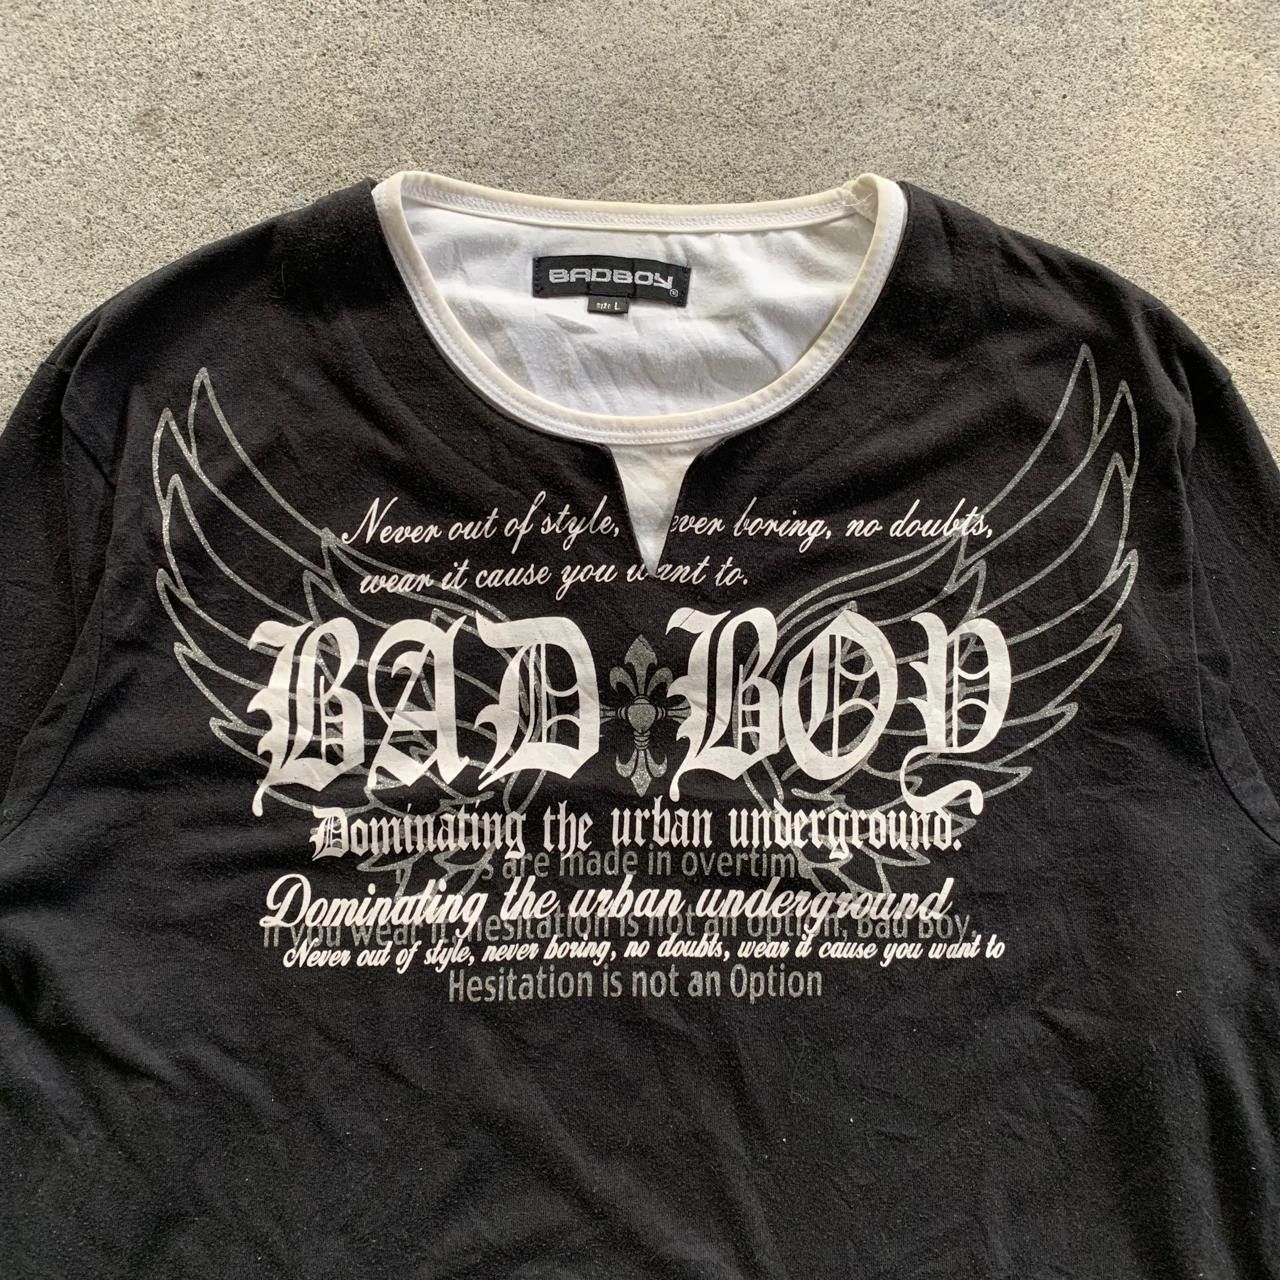 BADBOY
SIZE L
Never out of style, ever boring, no doubts,
wear it cause you want to.
BAD BOY
Dominating the urban underground.
s are made in overtim
Dominating the urban underground
If you wear it, hesitation is not an option, Bad Boy.
Never out of style, never boring, no doubts, wear it cause you want to
Hesitation is not an Option